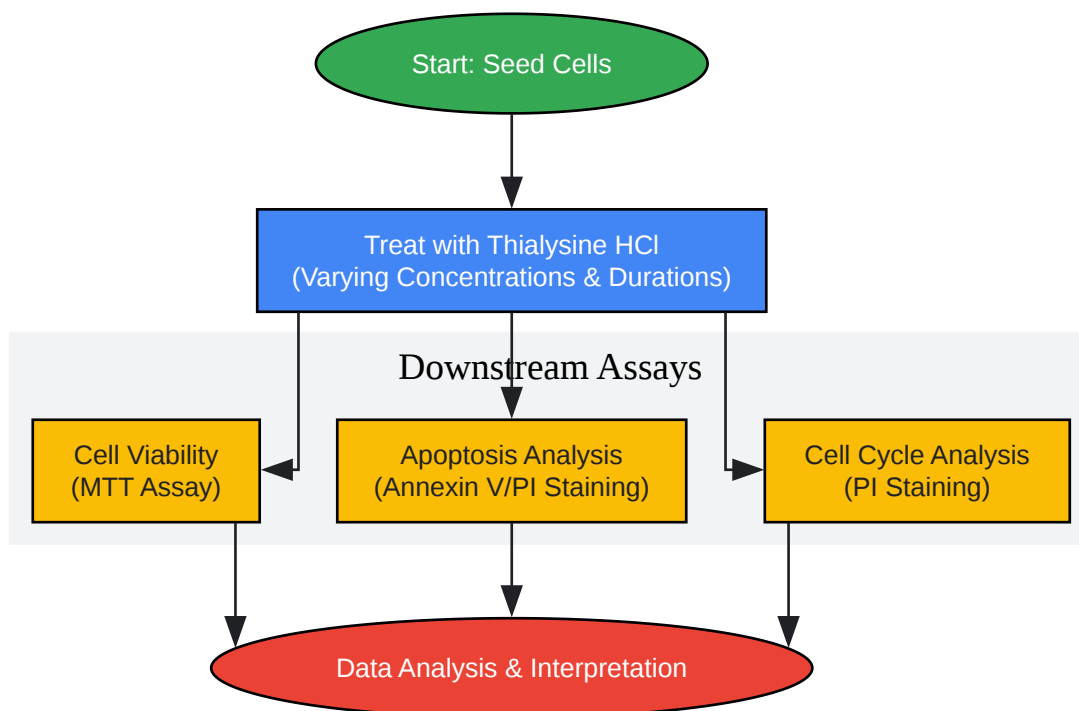 Start: Seed Cells
Treat with Thialysine HCl
(Varying Concentrations & Durations)
Downstream Assays
Cell Viability
(MTT Assay)
Apoptosis Analysis
(Annexin V/PI Staining)
Cell Cycle Analysis
(PI Staining)
Data Analysis & Interpretation